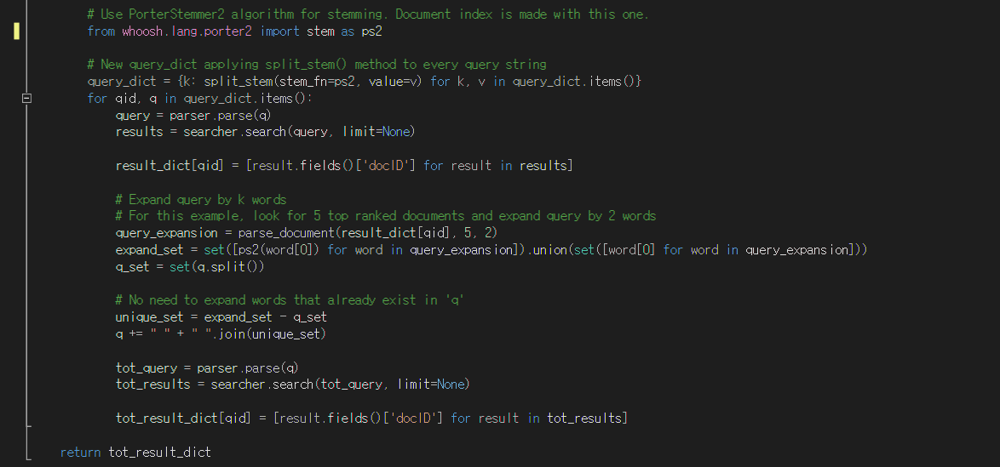 # Use PorterStemmer2 algorithm for stemming. Document index is made with this one.
from whoosh.lang.porter2 import stem as ps2
# New query_dict applying split_stem() method to every query string
query_dict = {k: split_stem(stem_fn=ps2, value=v) for k, v in query_dict.items()}
for qid, q in query_dict.items():
query = parser.parse(q)
results = searcher.search(query, limit=None)
result_dict[qid] = [result.fields()['docID'] for result in results]
# Expand query by k words
# For this example, look for 5 top ranked documents and expand query by 2 words
query_expansion = parse_document(result_dict[qid], 5, 2)
expand_set = set([ps2(word[0]) for word in query_expansion]).union(set([word[0] for word in query_expansion]))
q_set = set(q.split())
# No need to expand words that already exist in 'q'
unique_set = expand_set - q_set
q += " " + " ".join(unique_set)
tot_query = parser.parse(q)
tot_results = searcher.search(tot_query, limit=None)
tot_result_dict[qid] = [result.fields()['docID'] for result in tot_results]
return tot_result_dict